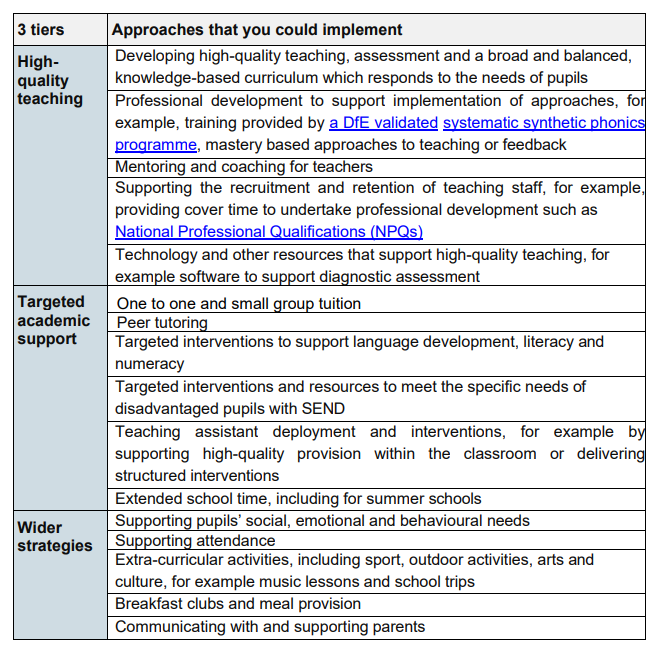 3 tiers
Approaches that you could implement
High-
quality
teaching
Developing high-quality teaching, assessment and a broad and balanced,
knowledge-based curriculum which responds to the needs of pupils
Professional development to support implementation of approaches, for
example, training provided by a DfE validated systematic synthetic phonics
programme, mastery based approaches to teaching or feedback
Mentoring and coaching for teachers
Supporting the recruitment and retention of teaching staff, for example,
providing cover time to undertake professional development such as
National Professional Qualifications (NPQs)
Technology and other resources that support high-quality teaching, for
example software to support diagnostic assessment
Targeted
academic
support
One to one and small group tuition
Peer tutoring
Targeted interventions to support language development, literacy and
numeracy
Targeted interventions and resources to meet the specific needs of
disadvantaged pupils with SEND
Teaching assistant deployment and interventions, for example by
supporting high-quality provision within the classroom or delivering
structured interventions
Extended school time, including for summer schools
Wider
strategies
Supporting pupils’ social, emotional and behavioural needs
Supporting attendance
Extra-curricular activities, including sport, outdoor activities, arts and
culture, for example music lessons and school trips
Breakfast clubs and meal provision
Communicating with and supporting parents